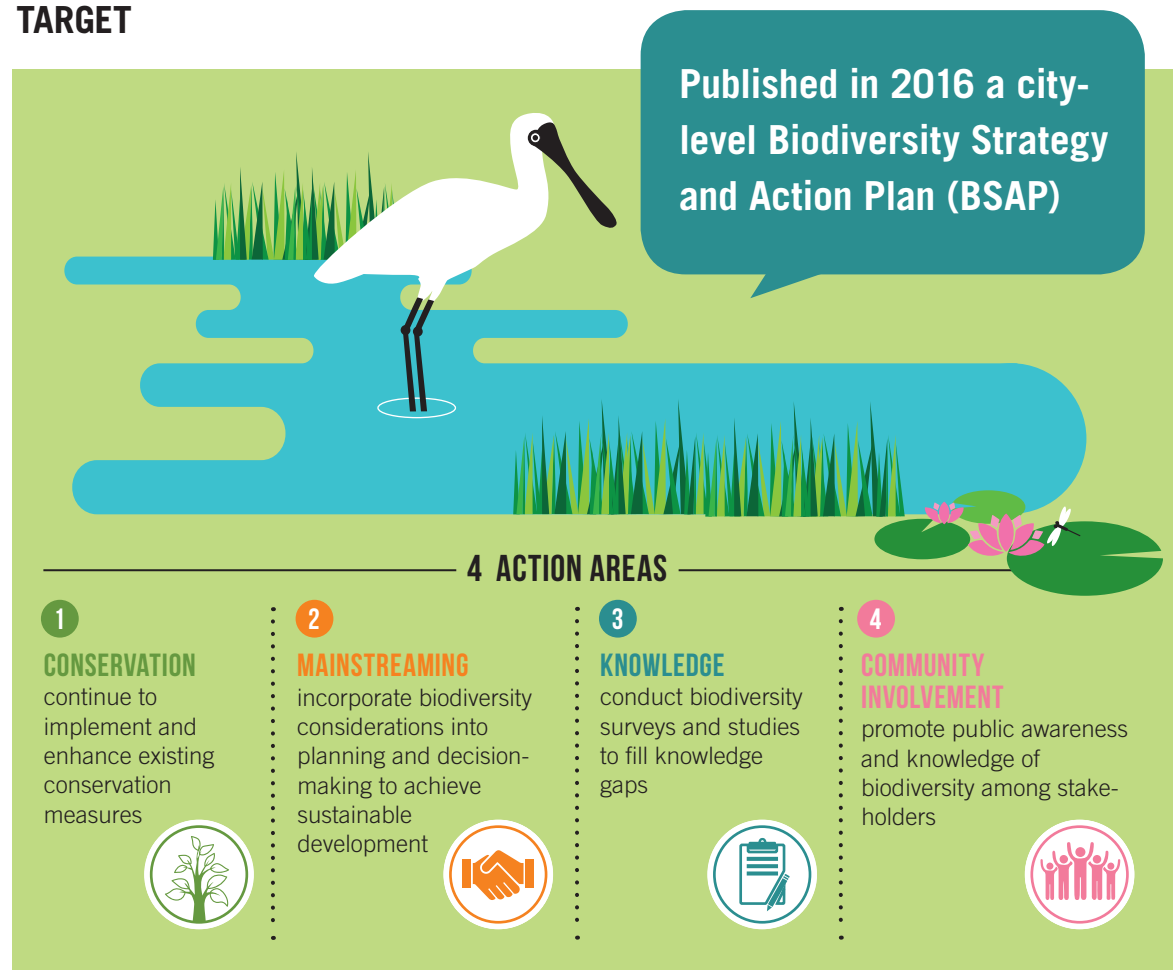 TARGET
Published in 2016 a city-
level Biodiversity Strategy
and Action Plan (BSAP)
4 ACTION AREAS
1
CONSERVATION
continue to
implement and
enhance existing
conservation
measures
2
MAINSTREAMING
incorporate biodiversity
considerations into
planning and decision-
making to achieve
sustainable
development
3
KNOWLEDGE
conduct biodiversity
surveys and studies
to fill knowledge
gaps
4
COMMUNITY
INVOLVEMENT
promote public awareness
and knowledge of
biodiversity among stake-
holders